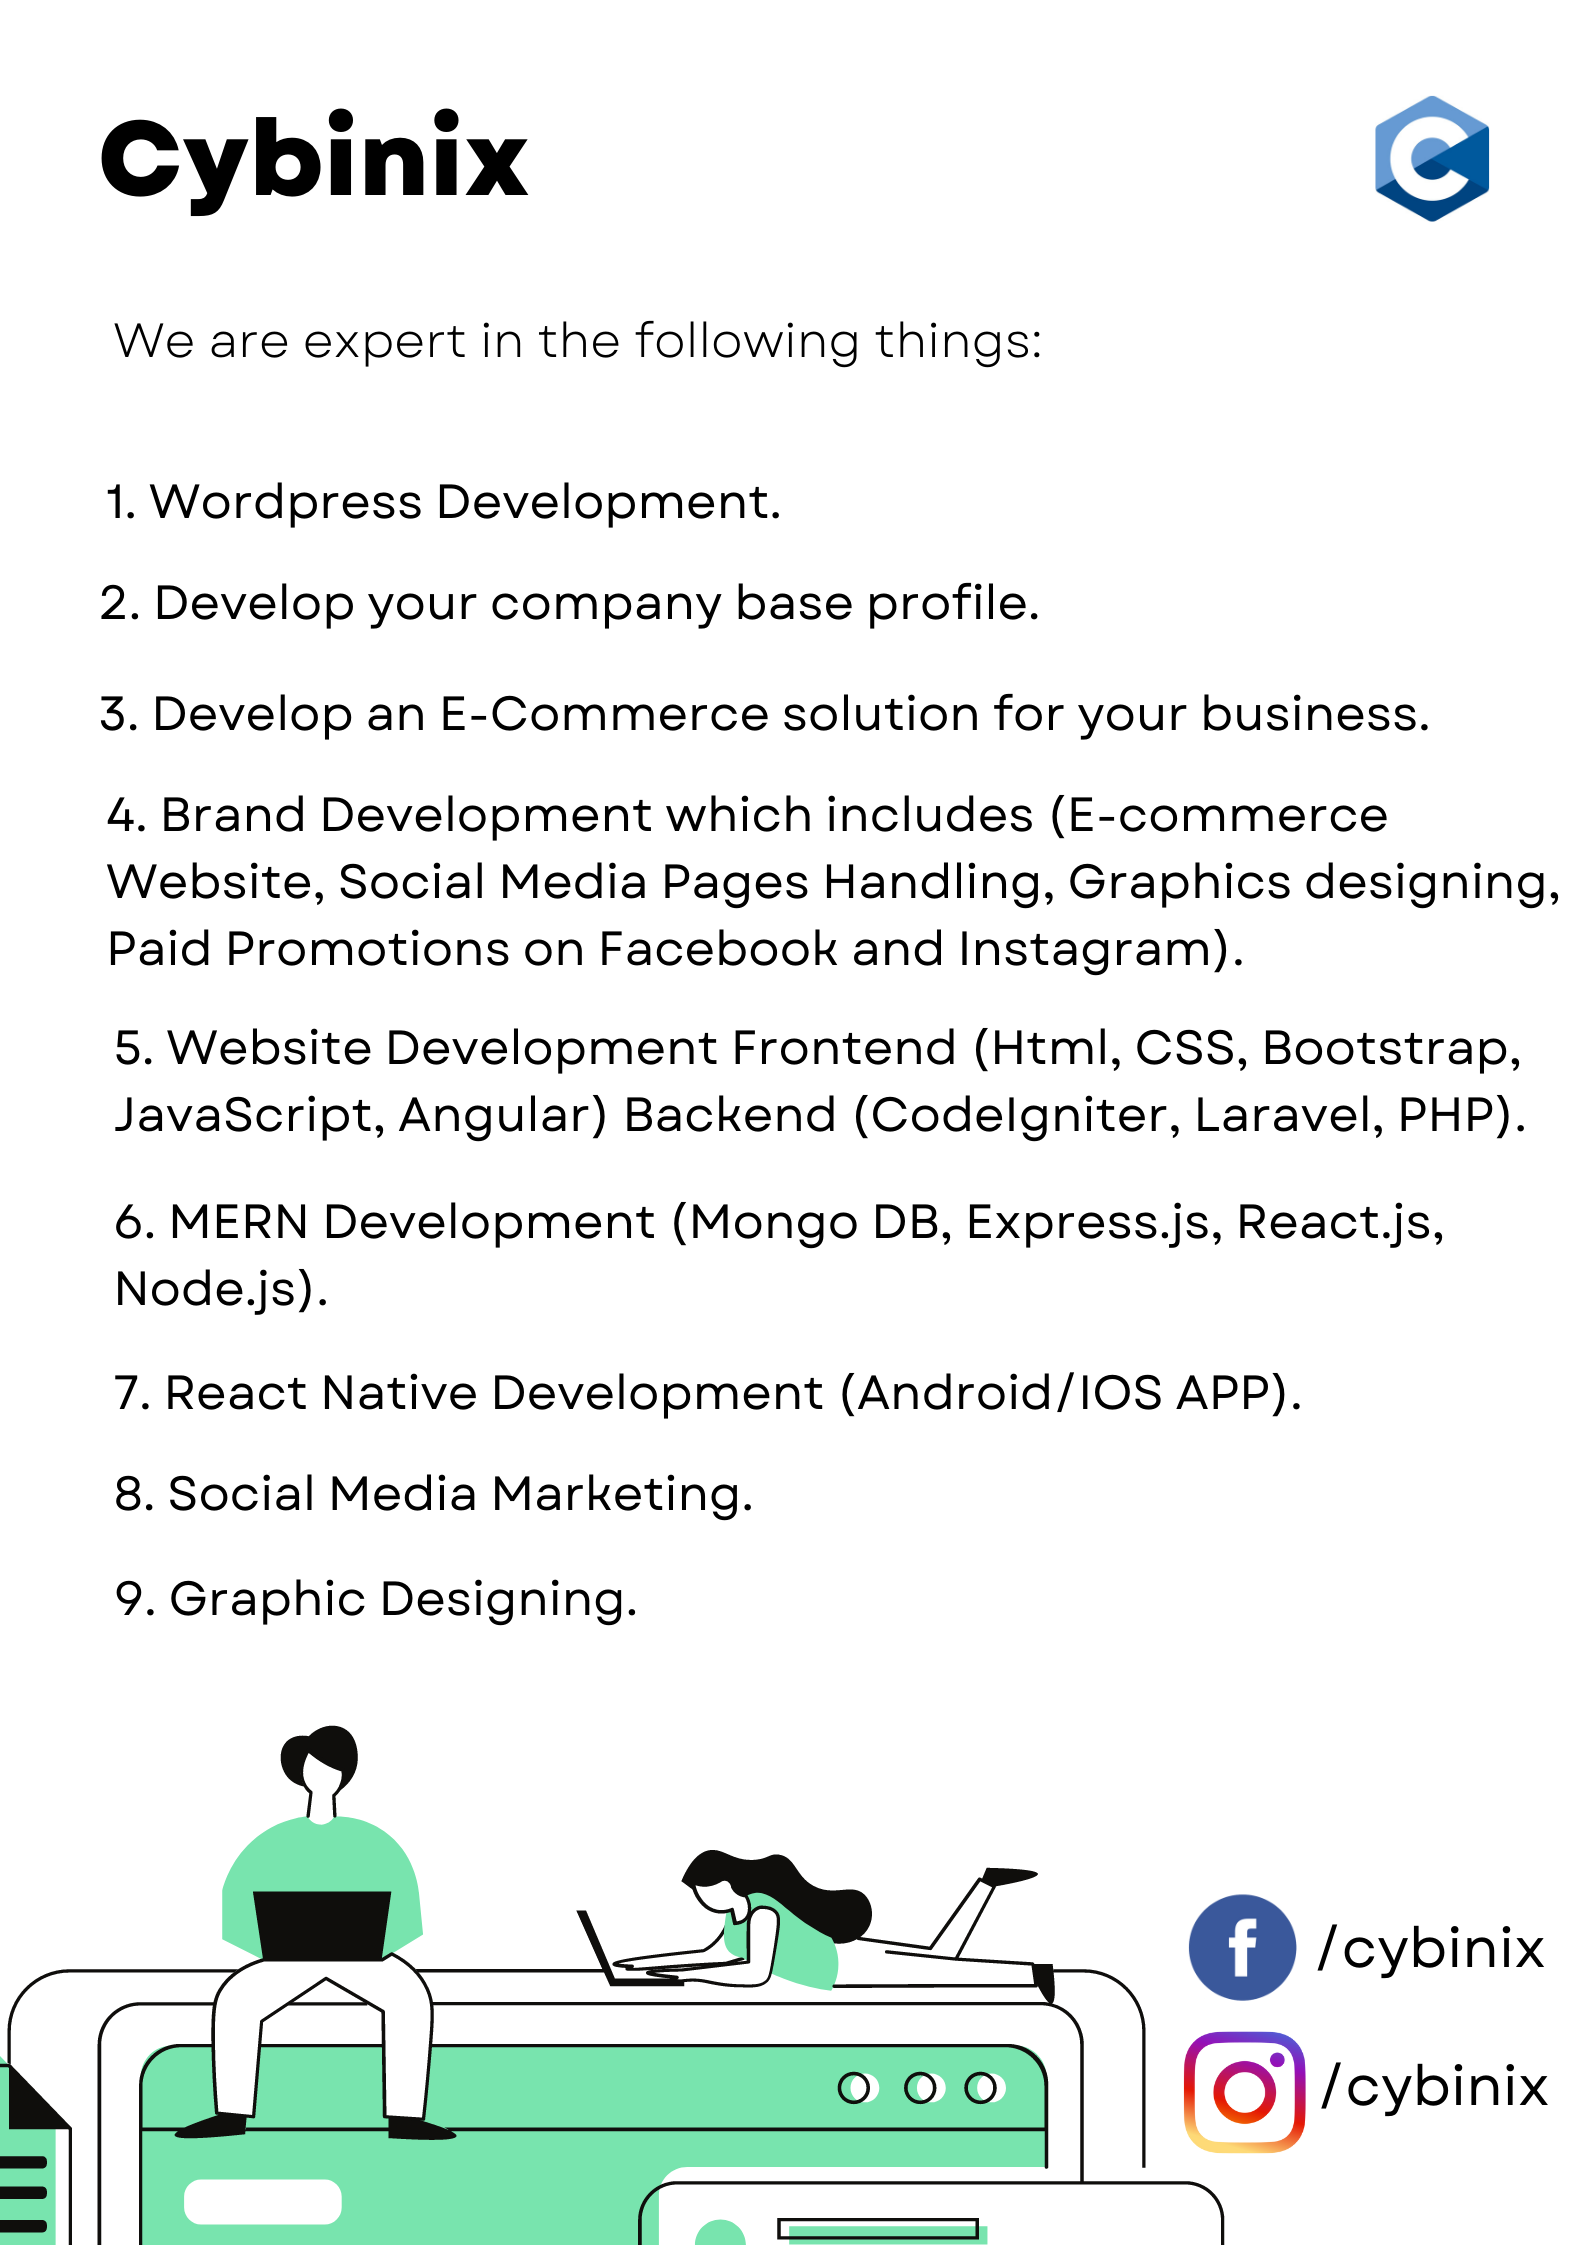 Cybinix
C
We are expert in the following things:
1. Wordpress Development.
2. Develop your company base profile.
3. Develop an E-Commerce solution for your business.
4. Brand Development which includes (E-commerce
Website, Social Media Pages Handling, Graphics designing,
Paid Promotions on Facebook and Instagram).
5. Website Development Frontend (Html, CSS, Bootstrap,
JavaScript, Angular) Backend (CodeIgniter, Laravel, PHP).
6. MERN Development (Mongo DB, Express.js, React.js,
Node.js).
7. React Native Development (Android/IOS APP).
8. Social Media Marketing.
9. Graphic Designing.
f /cybinix
/cybinix